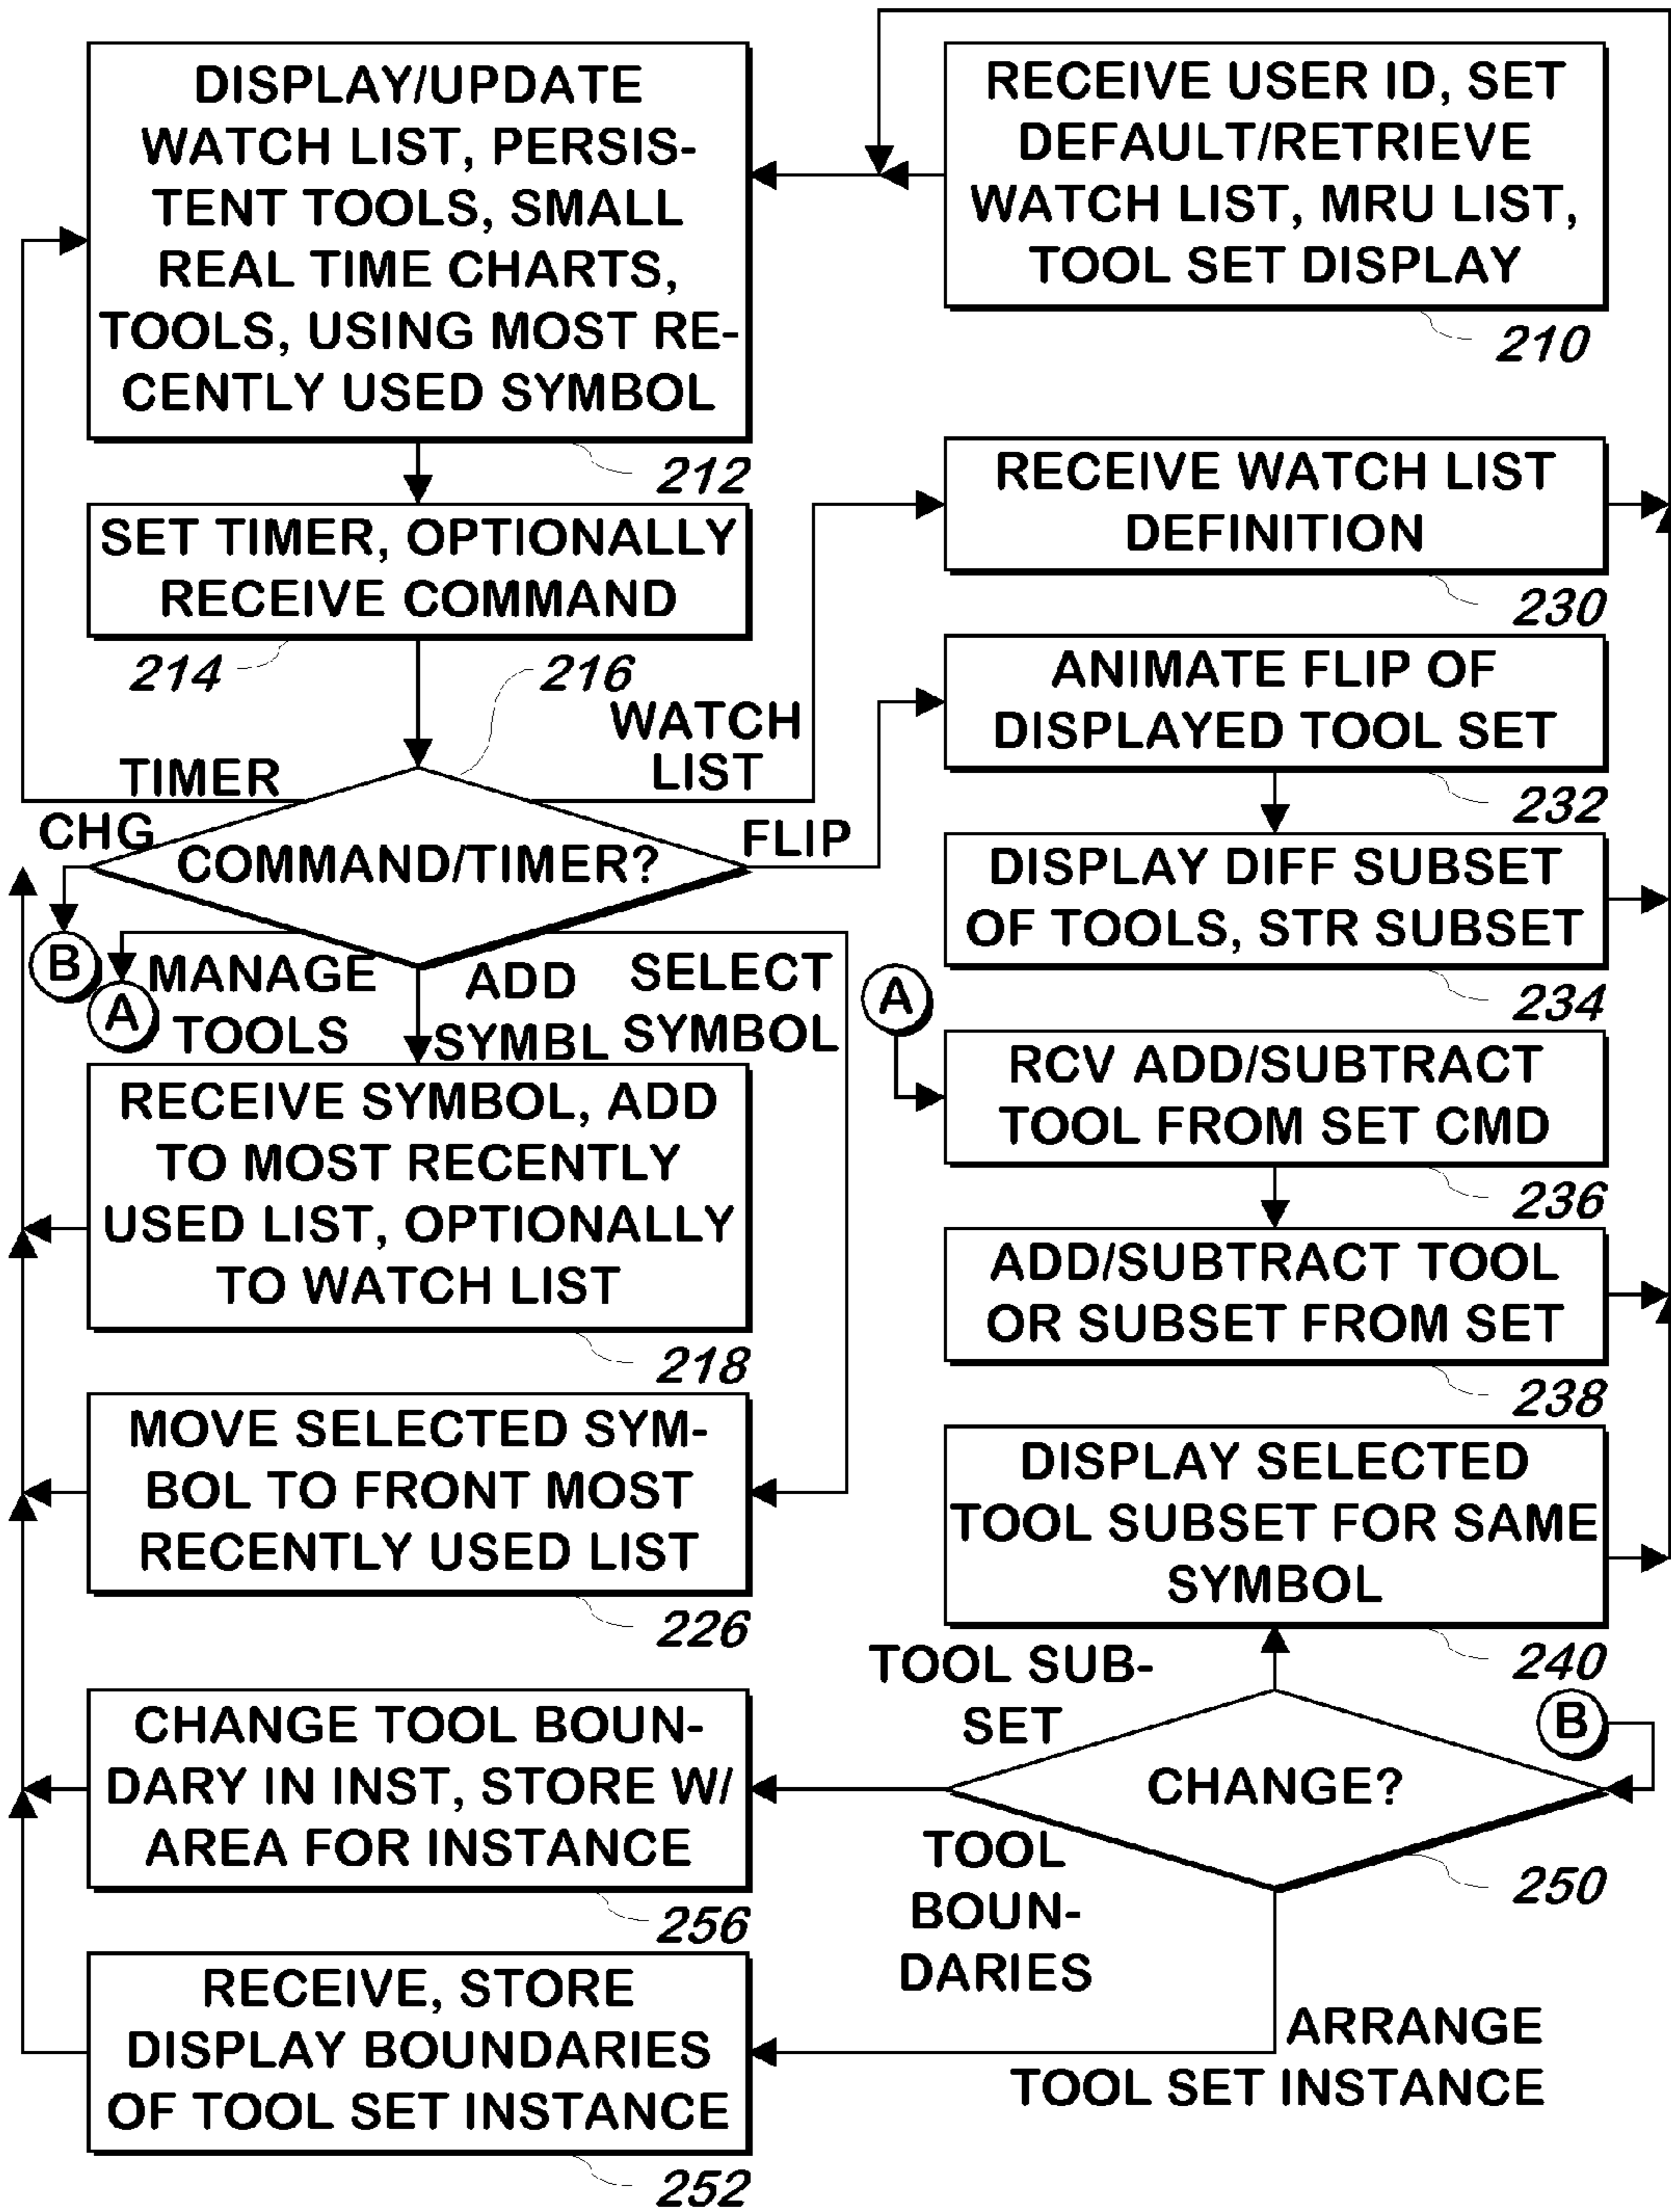 DISPLAY/UPDATE
WATCH LIST, PERSIS-
TENT TOOLS, SMALL
REAL TIME CHARTS,
TOOLS, USING MOST RE-
CENTLY USED SYMBOL
212
RECEIVE USER ID, SET
DEFAULT/RETRIEVE
WATCH LIST, MRU LIST,
TOOL SET DISPLAY
210
SET TIMER, OPTIONALLY
RECEIVE COMMAND
214
216
RECEIVE WATCH LIST
DEFINITION
230
WATCH
LIST
TIMER
CHG
COMMAND/TIMER?
FLIP
B
A
MANAGE
TOOLS
ADD
SYMBL
SELECT
SYMBOL
ANIMATE FLIP OF
DISPLAYED TOOL SET
232
DISPLAY DIFF SUBSET
OF TOOLS, STR SUBSET
234
A
RCV ADD/SUBTRACT
TOOL FROM SET CMD
236
RECEIVE SYMBOL, ADD
TO MOST RECENTLY
USED LIST, OPTIONALLY
TO WATCH LIST
218
ADD/SUBTRACT TOOL
OR SUBSET FROM SET
238
MOVE SELECTED SYM-
BOL TO FRONT MOST
RECENTLY USED LIST
226
DISPLAY SELECTED
TOOL SUBSET FOR SAME
SYMBOL
240
TOOL SUB-
SET
B
CHANGE?
250
CHANGE TOOL BOUN-
DARY IN INST, STORE W/
AREA FOR INSTANCE
256
TOOL
BOUN-
DARIES
RECEIVE, STORE
DISPLAY BOUNDARIES
OF TOOL SET INSTANCE
252
ARRANGE
TOOL SET INSTANCE